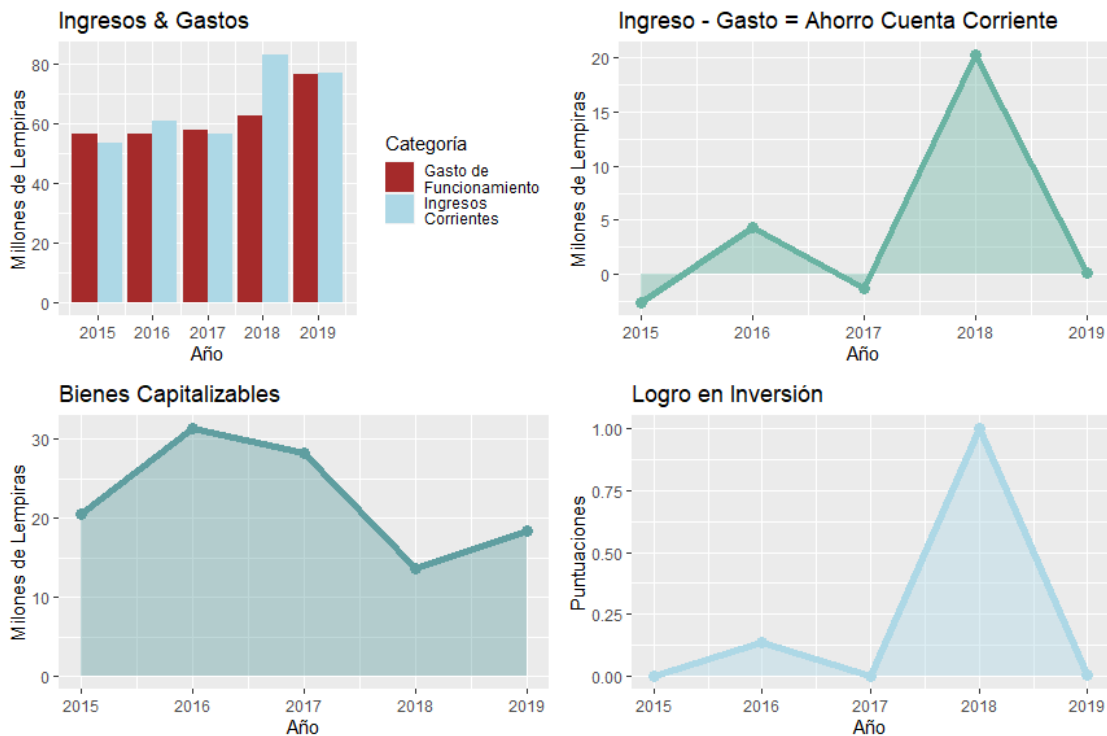 Ingresos & Gastos
Millones de Lempiras
80
60
40
20
0
2015 2016 2017 2018 2019
Año
Categoría
Gasto de
Funcionamiento
Ingresos
Corrientes
Ingreso - Gasto = Ahorro Cuenta Corriente
Milones de Lempiras
20
15
10
5
0
2015 2016 2017 2018 2019
Año
Bienes Capitalizables
Milones de Lempiras
30
20
10
0
2015 2016 2017 2018 2019
Año
Logro en Inversión
Puntuaciones
1.00
0.75
0.50
0.25
0.00
2015 2016 2017 2018 2019
Año